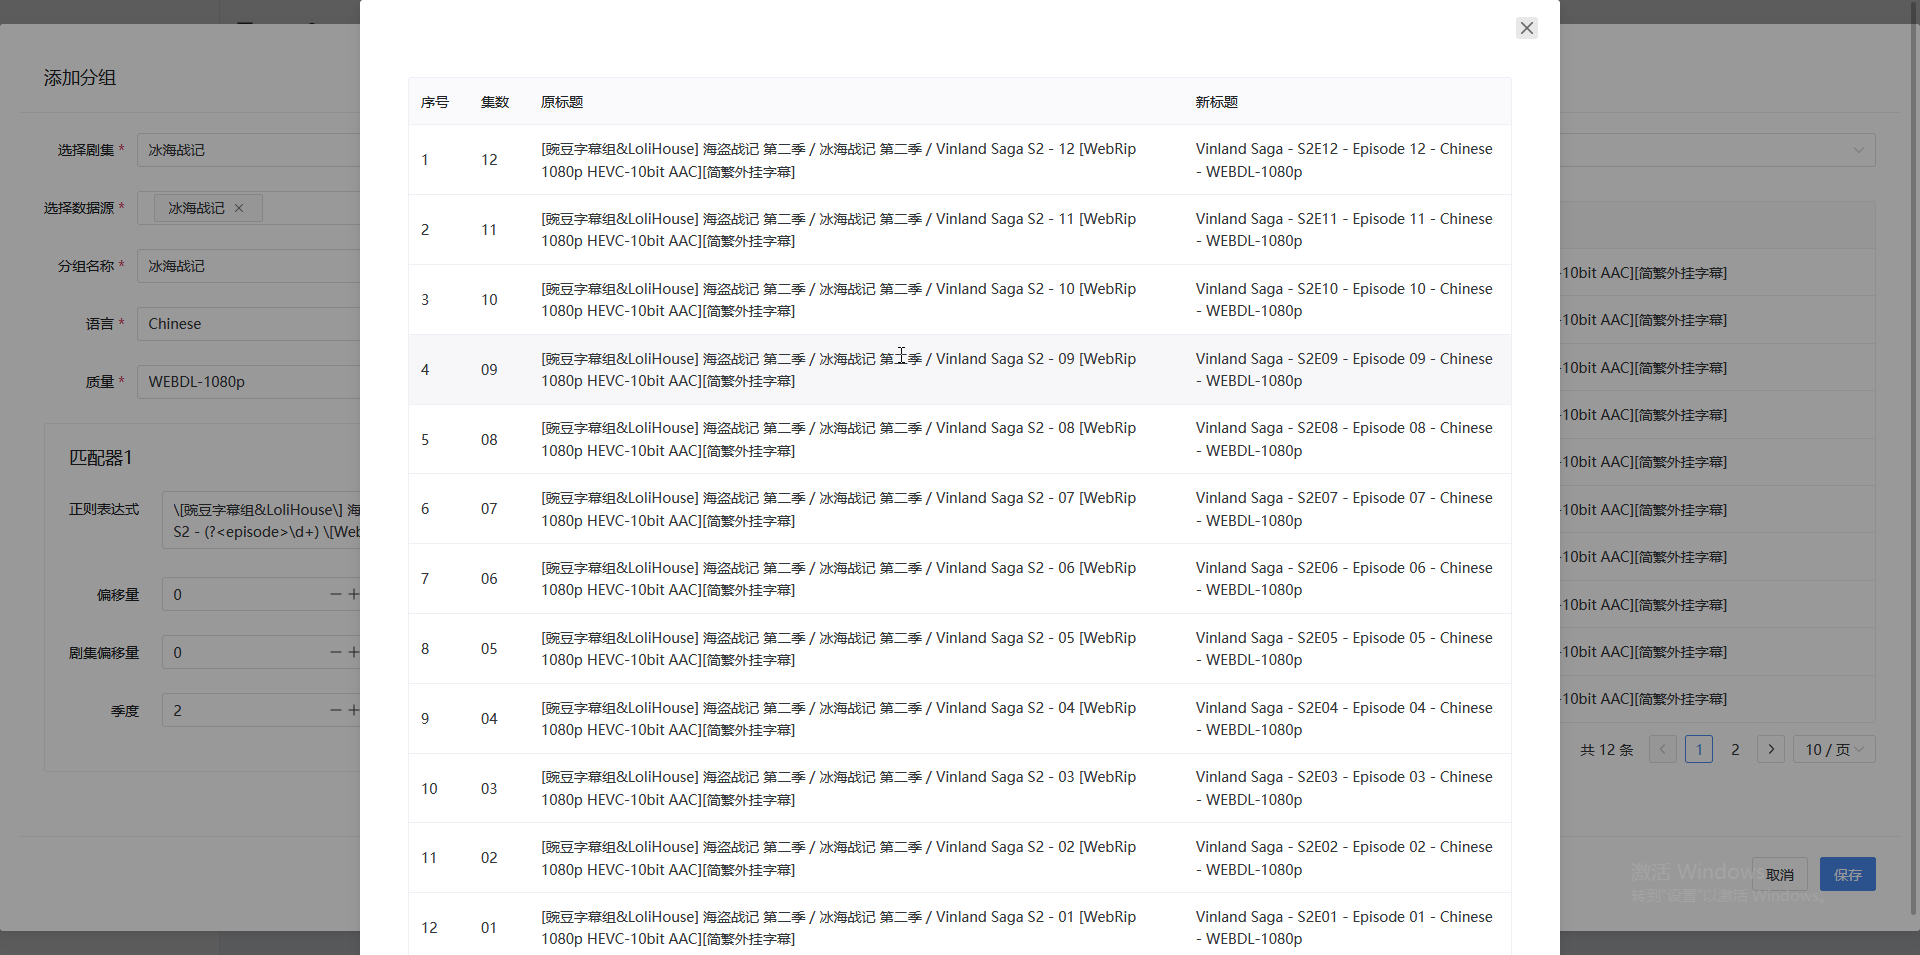 添加分组
选择剧集 *
冰海战记
选择数据源 *
冰海战记
分组名称 *
冰海战记
语言 *
Chinese
质量 *
WEBDL-1080p
匹配器1
正则表达式
\[豌豆字幕组&LoliHouse\] 海
S2 - (?<episode>\d+) \[Web
偏移量
0
剧集偏移量
0
季度
2
序号 集数 原标题 新标题
1 12 [豌豆字幕组&LoliHouse] 海盗战记 第二季 / 冰海战记 第二季 / Vinland Saga S2 - 12 [WebRip Vinland Saga - S2E12 - Episode 12 - Chinese
1080p HEVC-10bit AAC][简繁外挂字幕] - WEBDL-1080p
2 11 [豌豆字幕组&LoliHouse] 海盗战记 第二季 / 冰海战记 第二季 / Vinland Saga S2 - 11 [WebRip Vinland Saga - S2E11 - Episode 11 - Chinese
1080p HEVC-10bit AAC][简繁外挂字幕] - WEBDL-1080p
3 10 [豌豆字幕组&LoliHouse] 海盗战记 第二季 / 冰海战记 第二季 / Vinland Saga S2 - 10 [WebRip Vinland Saga - S2E10 - Episode 10 - Chinese
1080p HEVC-10bit AAC][简繁外挂字幕] - WEBDL-1080p
4 09 [豌豆字幕组&LoliHouse] 海盗战记 第二季 / 冰海战记 第二季 / Vinland Saga S2 - 09 [WebRip Vinland Saga - S2E09 - Episode 09 - Chinese
1080p HEVC-10bit AAC][简繁外挂字幕] - WEBDL-1080p
5 08 [豌豆字幕组&LoliHouse] 海盗战记 第二季 / 冰海战记 第二季 / Vinland Saga S2 - 08 [WebRip Vinland Saga - S2E08 - Episode 08 - Chinese
1080p HEVC-10bit AAC][简繁外挂字幕] - WEBDL-1080p
6 07 [豌豆字幕组&LoliHouse] 海盗战记 第二季 / 冰海战记 第二季 / Vinland Saga S2 - 07 [WebRip Vinland Saga - S2E07 - Episode 07 - Chinese
1080p HEVC-10bit AAC][简繁外挂字幕] - WEBDL-1080p
7 06 [豌豆字幕组&LoliHouse] 海盗战记 第二季 / 冰海战记 第二季 / Vinland Saga S2 - 06 [WebRip Vinland Saga - S2E06 - Episode 06 - Chinese
1080p HEVC-10bit AAC][简繁外挂字幕] - WEBDL-1080p
8 05 [豌豆字幕组&LoliHouse] 海盗战记 第二季 / 冰海战记 第二季 / Vinland Saga S2 - 05 [WebRip Vinland Saga - S2E05 - Episode 05 - Chinese
1080p HEVC-10bit AAC][简繁外挂字幕] - WEBDL-1080p
9 04 [豌豆字幕组&LoliHouse] 海盗战记 第二季 / 冰海战记 第二季 / Vinland Saga S2 - 04 [WebRip Vinland Saga - S2E04 - Episode 04 - Chinese
1080p HEVC-10bit AAC][简繁外挂字幕] - WEBDL-1080p
10 03 [豌豆字幕组&LoliHouse] 海盗战记 第二季 / 冰海战记 第二季 / Vinland Saga S2 - 03 [WebRip Vinland Saga - S2E03 - Episode 03 - Chinese
1080p HEVC-10bit AAC][简繁外挂字幕] - WEBDL-1080p
11 02 [豌豆字幕组&LoliHouse] 海盗战记 第二季 / 冰海战记 第二季 / Vinland Saga S2 - 02 [WebRip Vinland Saga - S2E02 - Episode 02 - Chinese
1080p HEVC-10bit AAC][简繁外挂字幕] - WEBDL-1080p
12 01 [豌豆字幕组&LoliHouse] 海盗战记 第二季 / 冰海战记 第二季 / Vinland Saga S2 - 01 [WebRip Vinland Saga - S2E01 - Episode 01 - Chinese
1080p HEVC-10bit AAC][简繁外挂字幕] - WEBDL-1080p
-10bit AAC][简繁外挂字幕]
-10bit AAC][简繁外挂字幕]
-10bit AAC][简繁外挂字幕]
-10bit AAC][简繁外挂字幕]
-10bit AAC][简繁外挂字幕]
-10bit AAC][简繁外挂字幕]
-10bit AAC][简繁外挂字幕]
-10bit AAC][简繁外挂字幕]
-10bit AAC][简繁外挂字幕]
-10bit AAC][简繁外挂字幕]
共 12 条 1 2 10 / 页
激活 Windows
转到"设置"以激活 Windows。
取消 保存